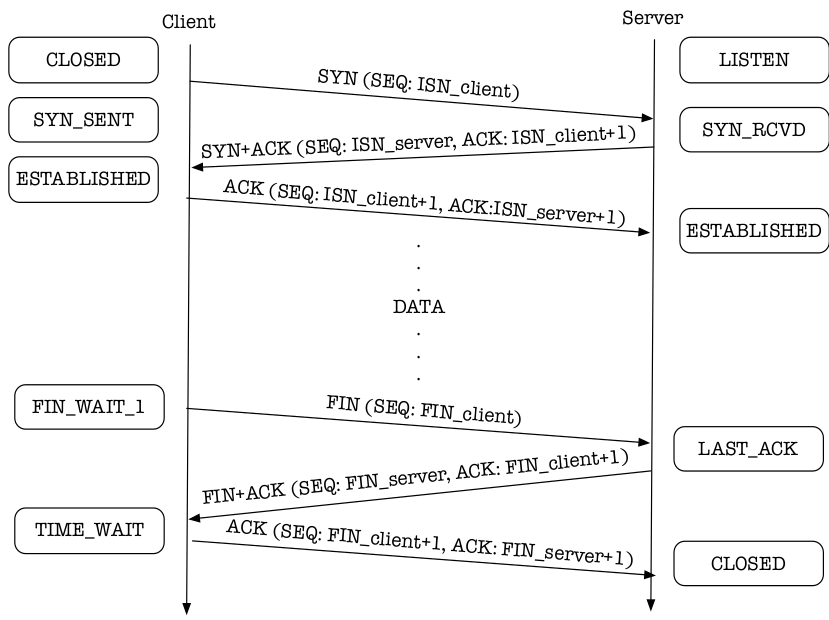 Client
Server
CLOSED
LISTEN
SYN (SEQ: ISN_client)
SYN_SENT
SYN_RCVD
SYN+ACK (SEQ: ISN_server, ACK: ISN_client+1)
ESTABLISHED
ACK (SEQ: ISN_client+1, ACK:ISN_server+1)
ESTABLISHED
.
.
.
DATA
.
.
.
FIN_WAIT_1
FIN (SEQ: FIN_client)
LAST_ACK
FIN+ACK (SEQ: FIN_server, ACK: FIN_client+1)
TIME_WAIT
ACK (SEQ: FIN_client+1, ACK: FIN_server+1)
CLOSED